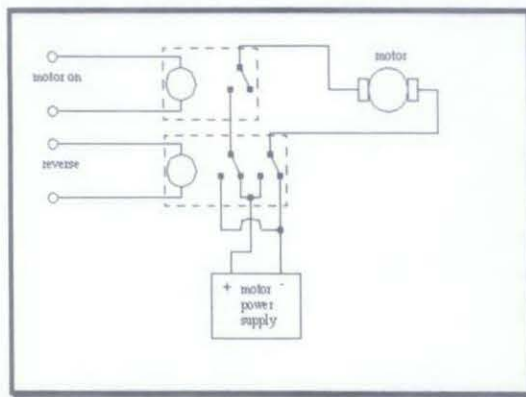 motor on
motor
reverse
+ motor -
power
supply